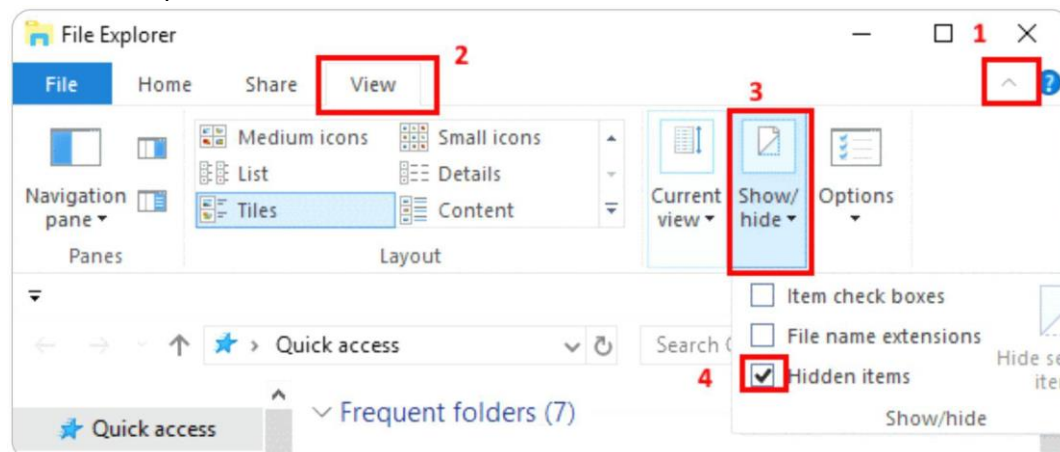 File Explorer
1
2
File Home Share View
3
Medium icons Small icons
List Details
Tiles Content
Navigation pane
Current view
Show/hide
Options
Panes Layout
Item check boxes
File name extensions
Hidden items
4
Hide se
ite
Show/hide
Quick access
Search
Quick access
Frequent folders (7)